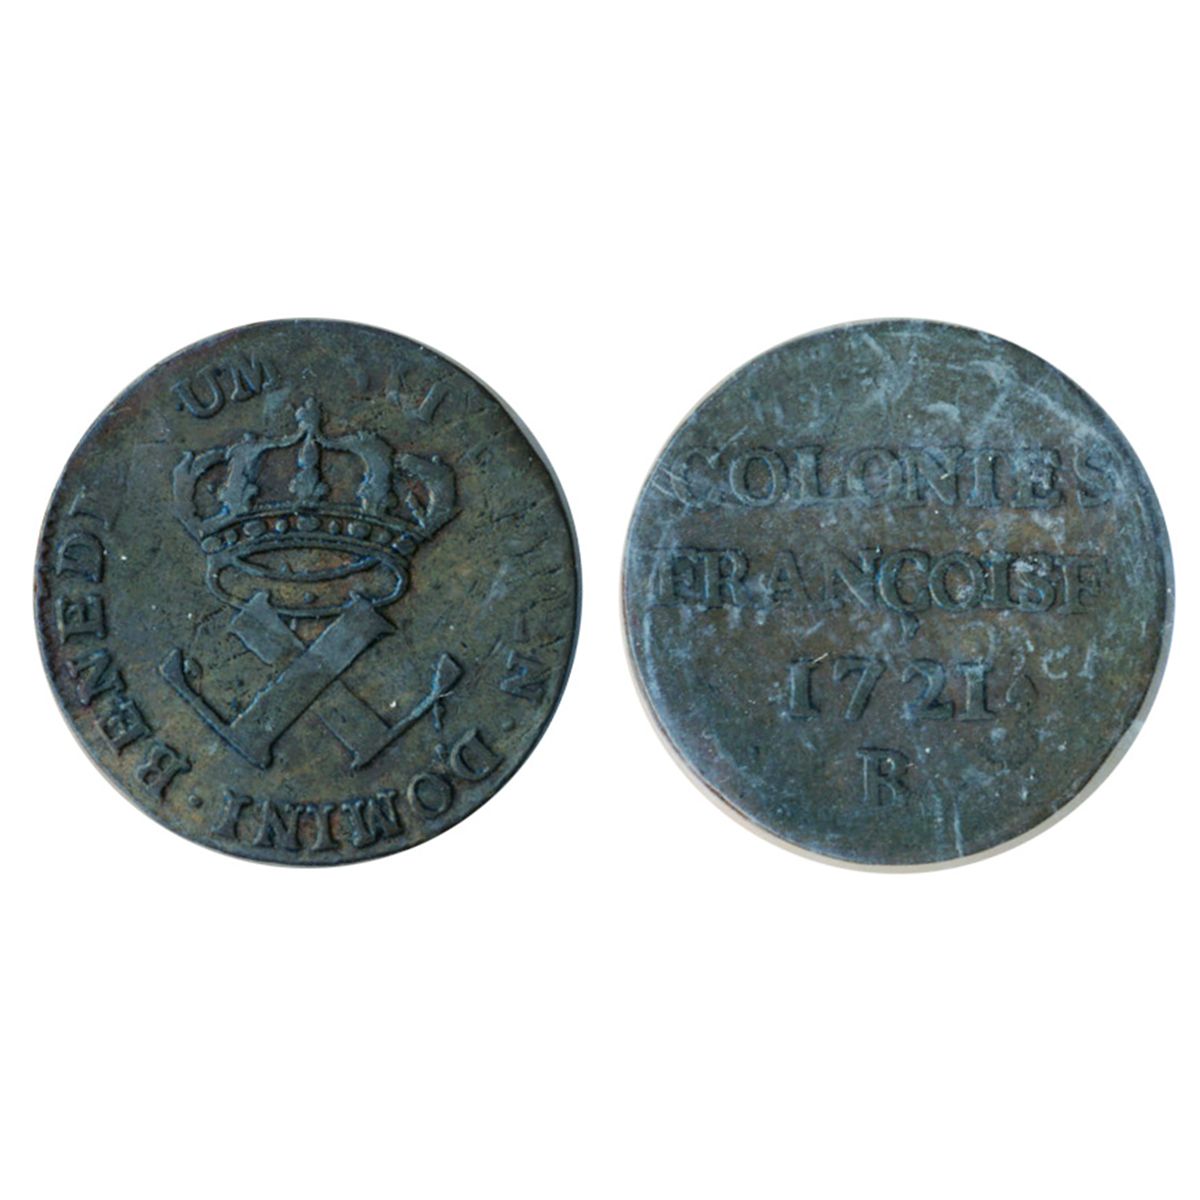 UM
N · DOMINI · BENED
COLONIES
FRANÇOISE
1721
B